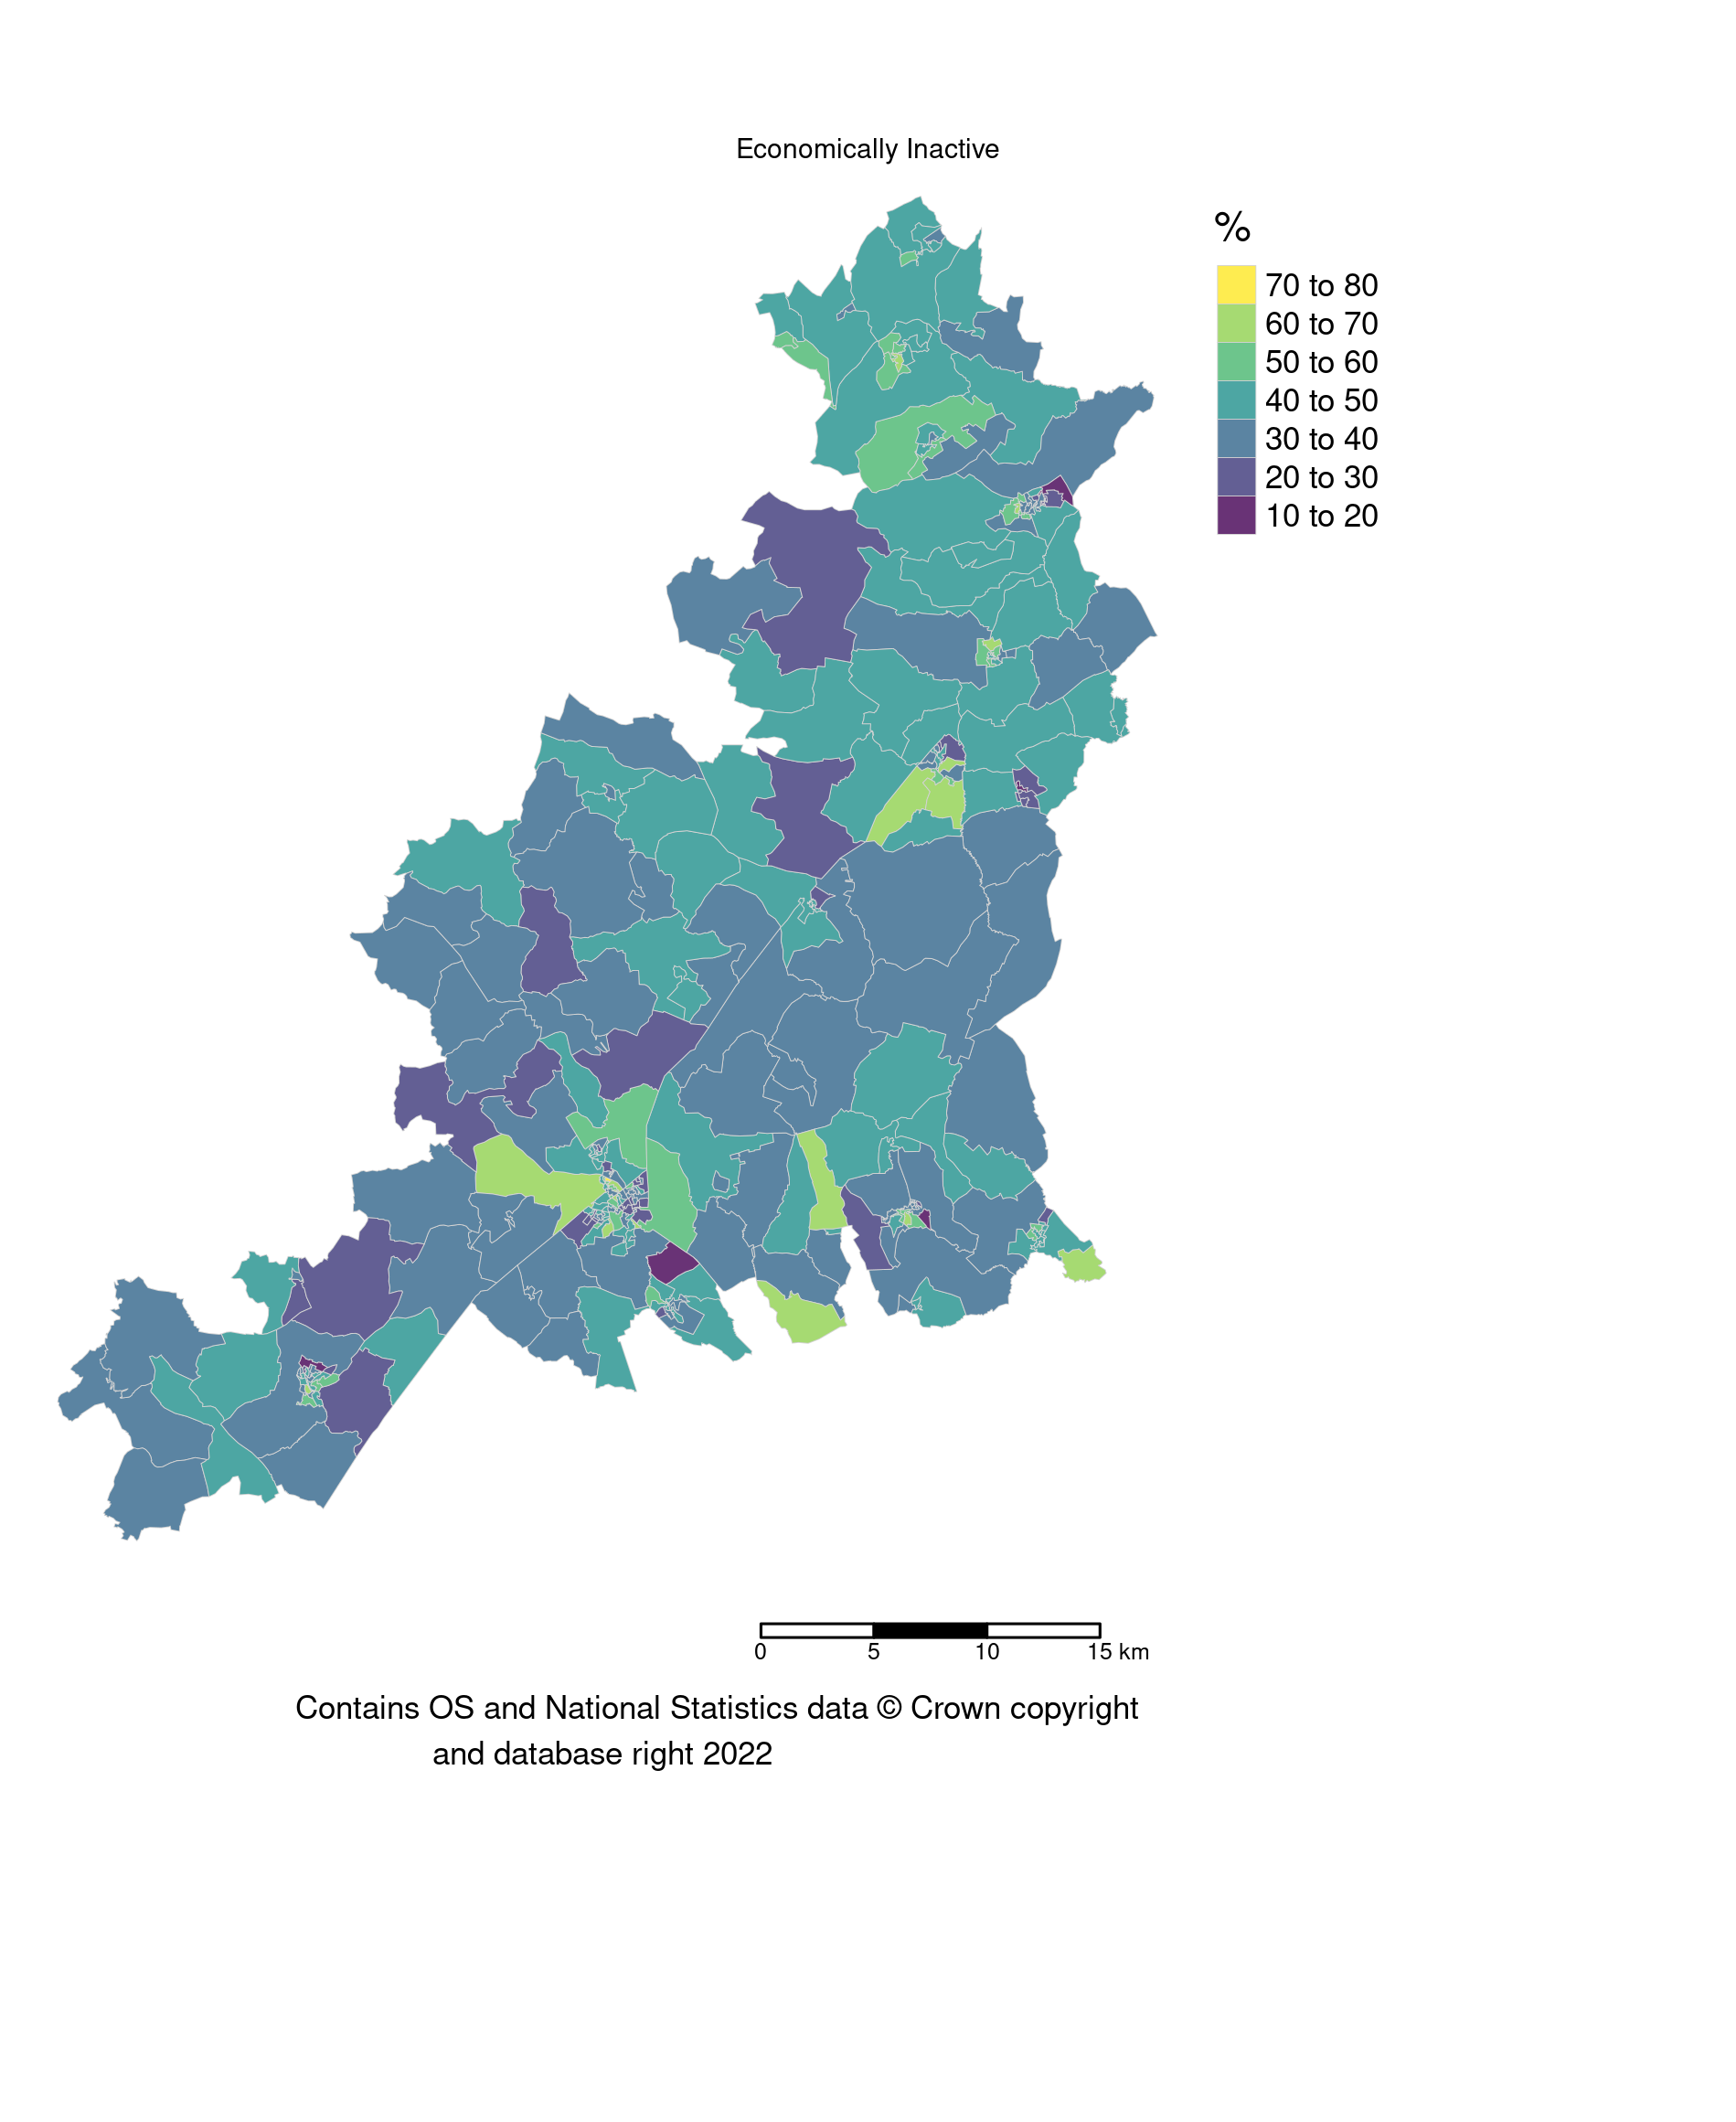 Economically Inactive
%
70 to 80
60 to 70
50 to 60
40 to 50
30 to 40
20 to 30
10 to 20
0 5 10 15 km
Contains OS and National Statistics data © Crown copyright
and database right 2022